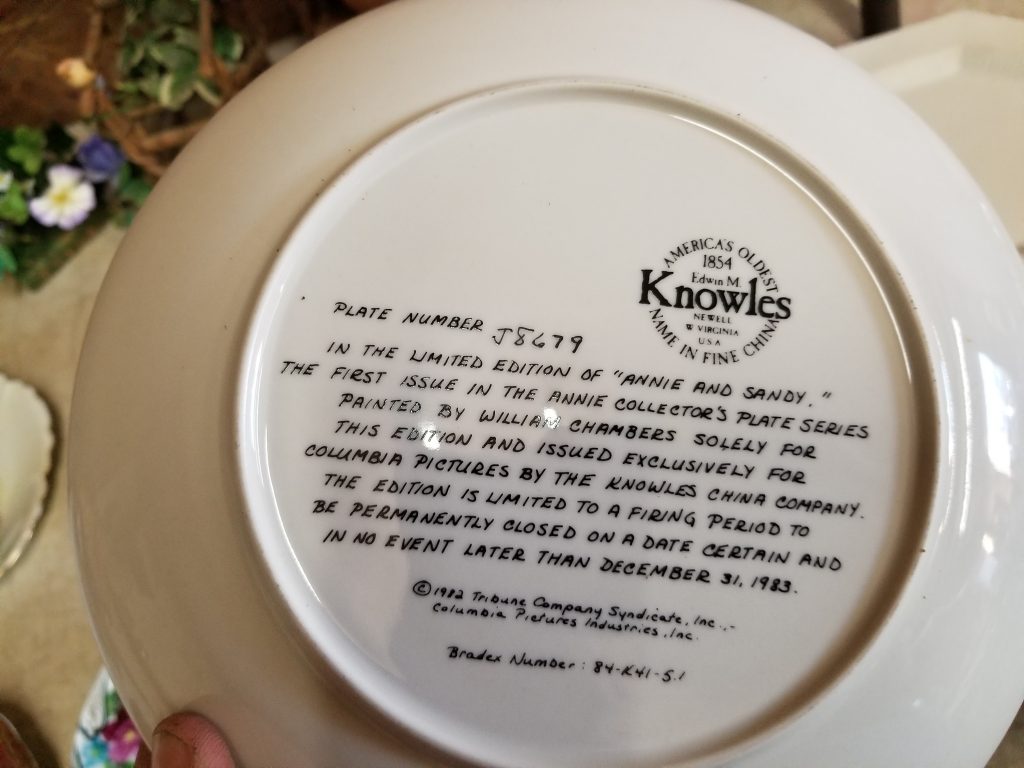 AMERICA'S OLDEST
1854
Edwin M.
Knowles
NEWELL
W VIRGINIA
U.S.A
NAME IN FINE CHINA
PLATE NUMBER J8679
IN THE LIMITED EDITION OF "ANNIE AND SANDY."
THE FIRST ISSUE IN THE ANNIE COLLECTOR'S PLATE SERIES
PAINTED BY WILLIAM CHAMBERS SOLELY FOR
THIS EDITION AND ISSUED EXCLUSIVELY FOR
COLUMBIA PICTURES BY THE KNOWLES CHINA COMPANY.
THE EDITION IS LIMITED TO A FIRING PERIOD TO
BE PERMANENTLY CLOSED ON A DATE CERTAIN AND
IN NO EVENT LATER THAN DECEMBER 31, 1983.
©1982 Tribune Company Syndicate, Inc.,-
Columbia Pictures Industries, Inc.
Bradex Number: 84-K41-5.1